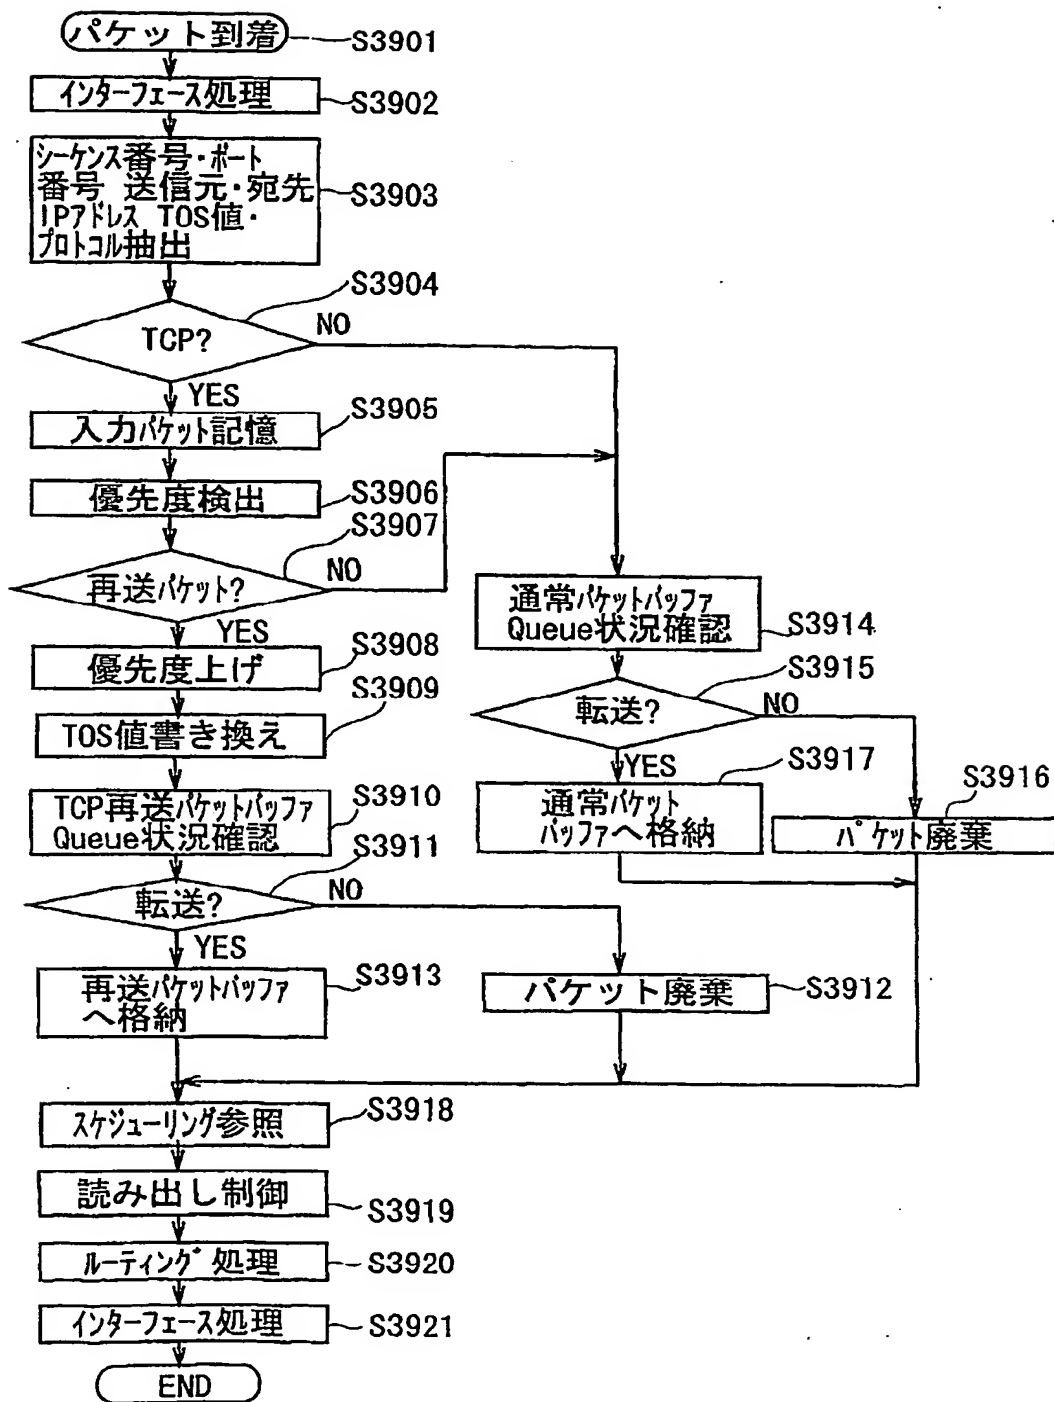 パケット到着 S3901
インターフェース処理 S3902
シーケンス番号・ポート
番号 送信元・宛先
IPアドレス TOS値・
プロトコル抽出
S3903
S3904
TCP?
NO
YES
S3905
入力パケット記憶
優先度検出
S3906
S3907
再送パケット?
NO
YES
優先度上げ
S3908
S3909
TOS値書き換え
TCP再送パケットバッファ
Queue状況確認
S3910
S3911
転送?
NO
YES
再送パケットバッファ
へ格納
S3913
パケット廃棄
S3912
通常パケットバッファ
Queue状況確認
S3914
S3915
転送?
NO
YES
S3917
通常パケット
バッファへ格納
S3916
パケット廃棄
スケジューリング参照
S3918
読み出し制御
S3919
ルーティング処理
S3920
インターフェース処理
S3921
END